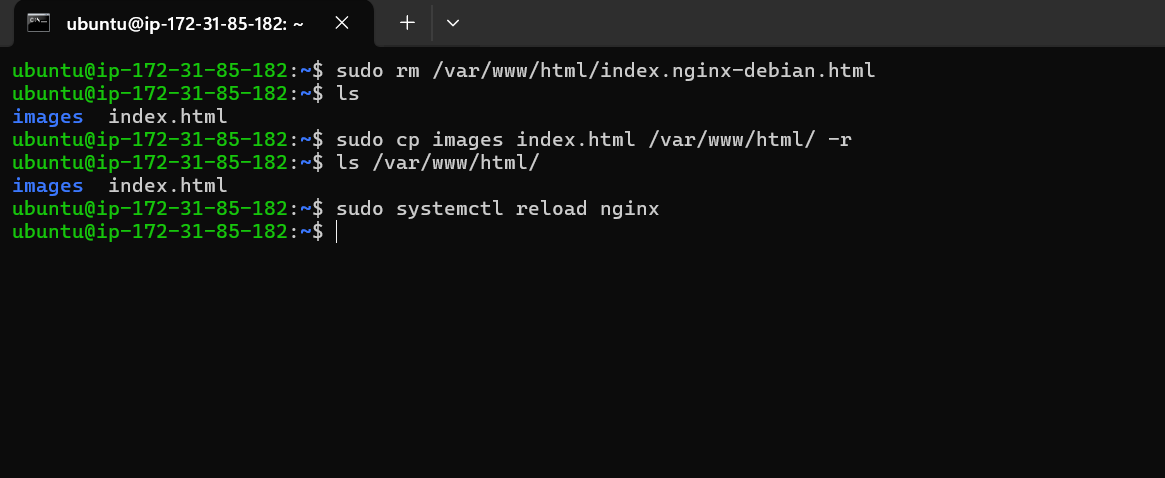 ubuntu@ip-172-31-85-182: ~
ubuntu@ip-172-31-85-182:~$ sudo rm /var/www/html/index.nginx-debian.html
ubuntu@ip-172-31-85-182:~$ ls
images  index.html
ubuntu@ip-172-31-85-182:~$ sudo cp images index.html /var/www/html/ -r
ubuntu@ip-172-31-85-182:~$ ls /var/www/html/
images  index.html
ubuntu@ip-172-31-85-182:~$ sudo systemctl reload nginx
ubuntu@ip-172-31-85-182:~$